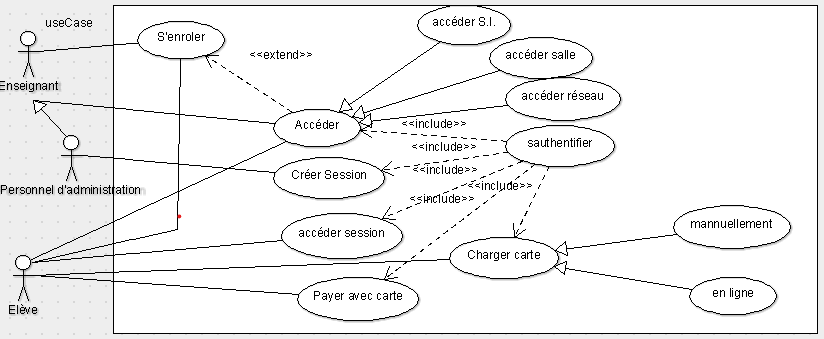 useCase
accéder S.I.
S'enroler
<<extend>>
accéder salle
Enseignant
accéder réseau
Accéder
<<include>>
sauthentifier
<<include>>
Créer Session
<<include>>
Personnel d'administration
<<include>>
<<include>>
accéder session
mannuellement
Charger carte
Elève
Payer avec carte
en ligne